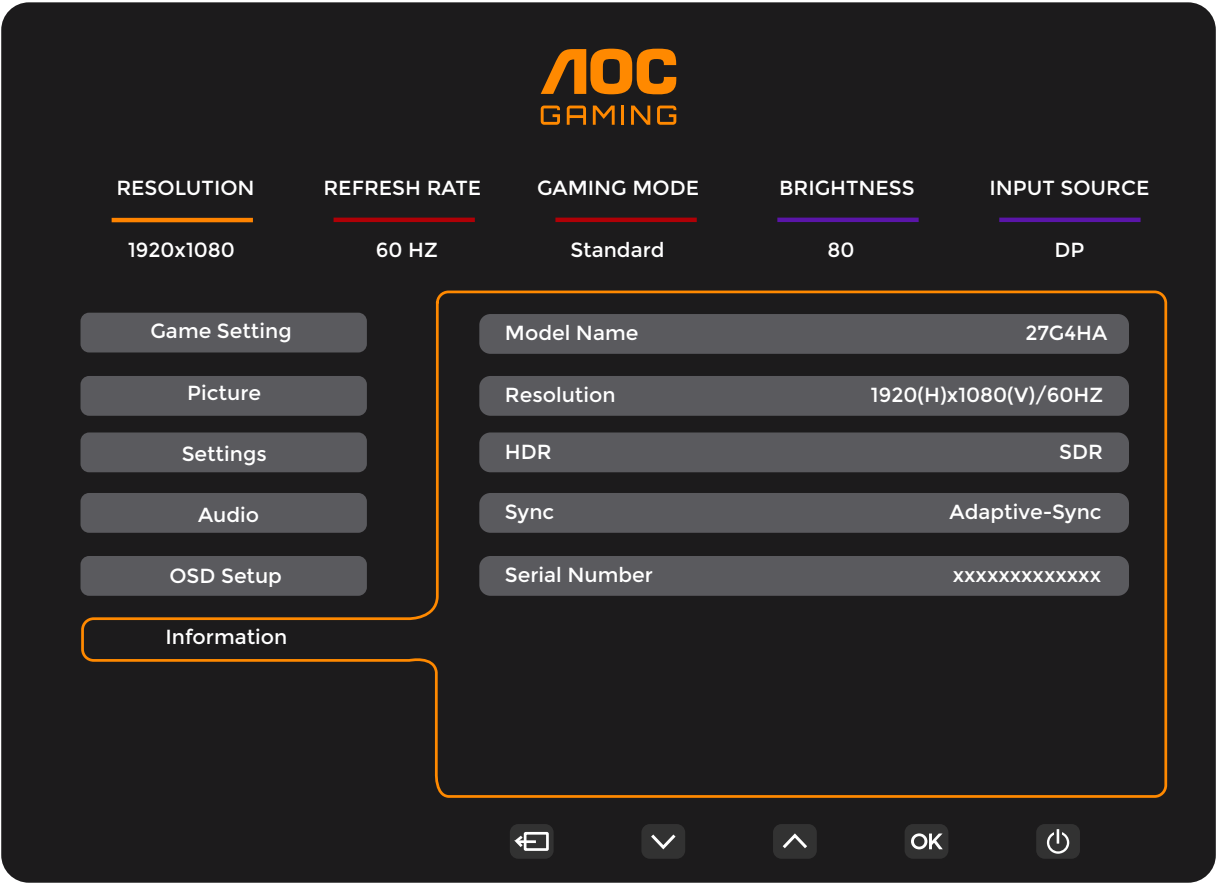 AOC
GAMING
RESOLUTION REFRESH RATE GAMING MODE BRIGHTNESS INPUT SOURCE
1920x1080 60 HZ Standard 80 DP
Game Setting
Picture
Settings
Audio
OSD Setup
Information
Model Name 27G4HA
Resolution 1920(H)x1080(V)/60HZ
HDR SDR
Sync Adaptive-Sync
Serial Number xxxxxxxxxxxxx
OK